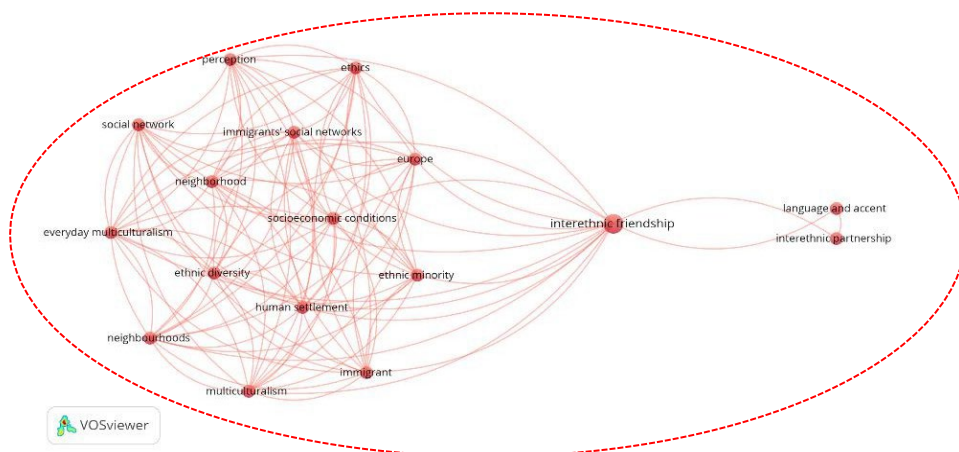 perception
ethics
social network
immigrants' social networks
europe
neighborhood
language and accent
socioeconomic conditions
interethnic friendship
everyday multiculturalism
interethnic partnership
ethnic diversity
ethnic minority
human settlement
neighbourhoods
immigrant
multiculturalism
VOSviewer